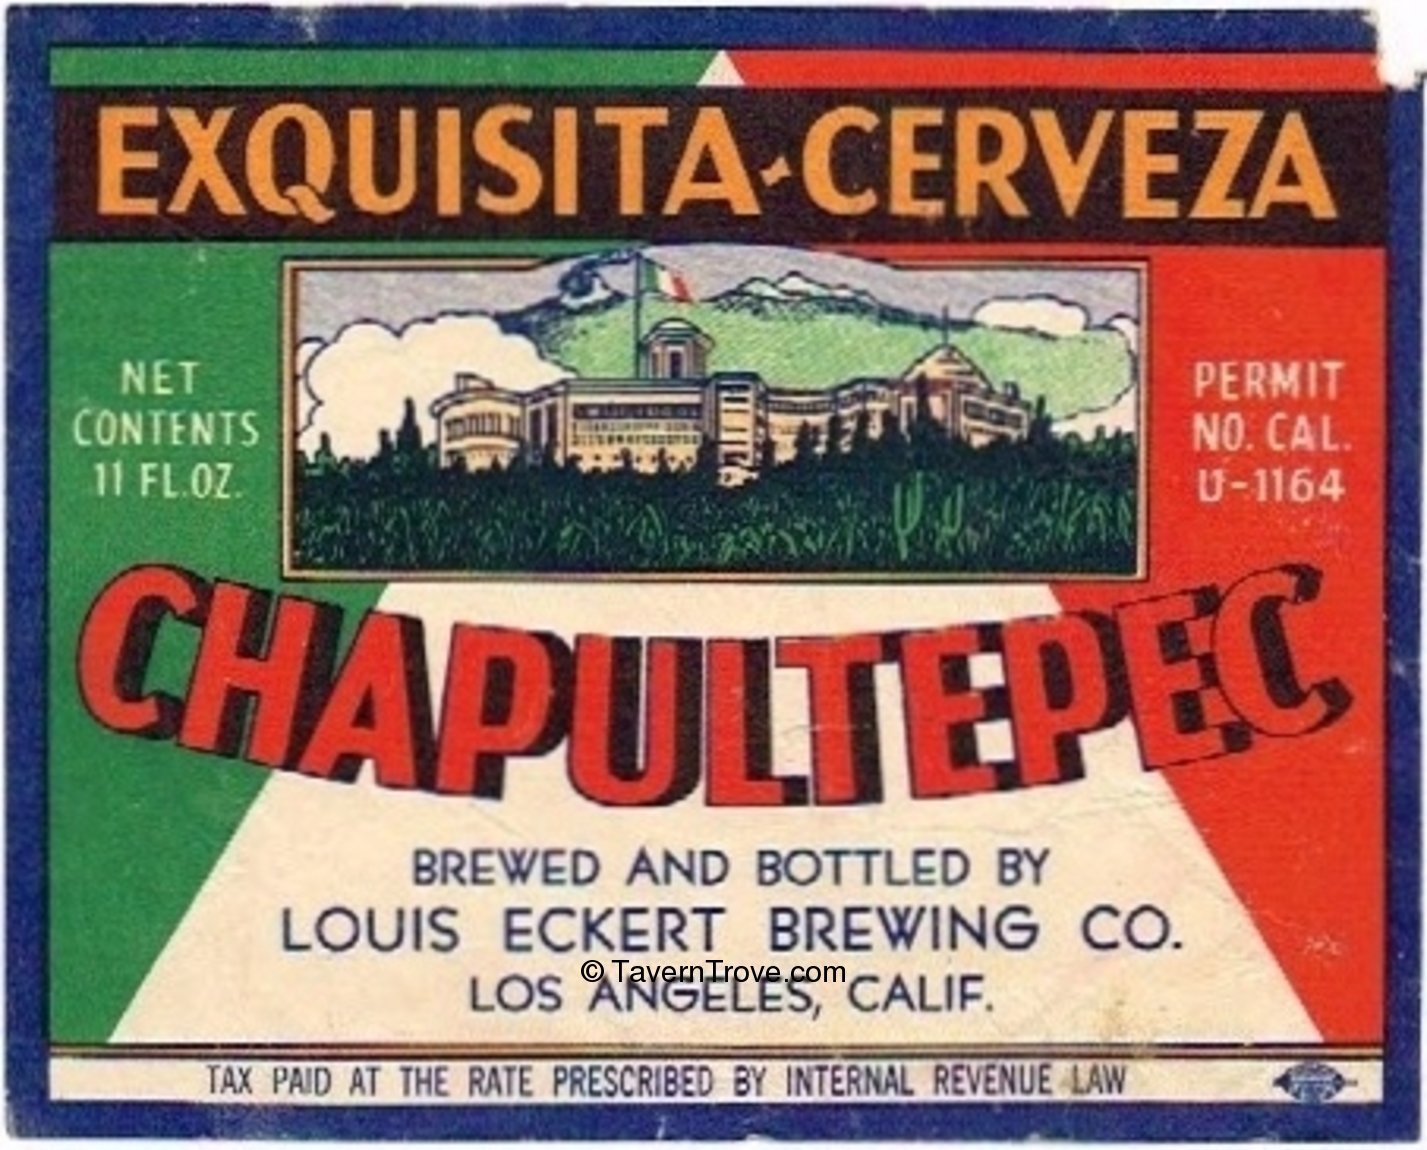 EXQUISITA-CERVEZA
NET
CONTENTS
11 FL.OZ.
PERMIT
NO. CAL.
U-1164
CHAPULTEPEC
BREWED AND BOTTLED BY
LOUIS ECKERT BREWING CO.
© TavernTrove.com
LOS ANGELES, CALIF.
TAX PAID AT THE RATE PRESCRIBED BY INTERNAL REVENUE LAW